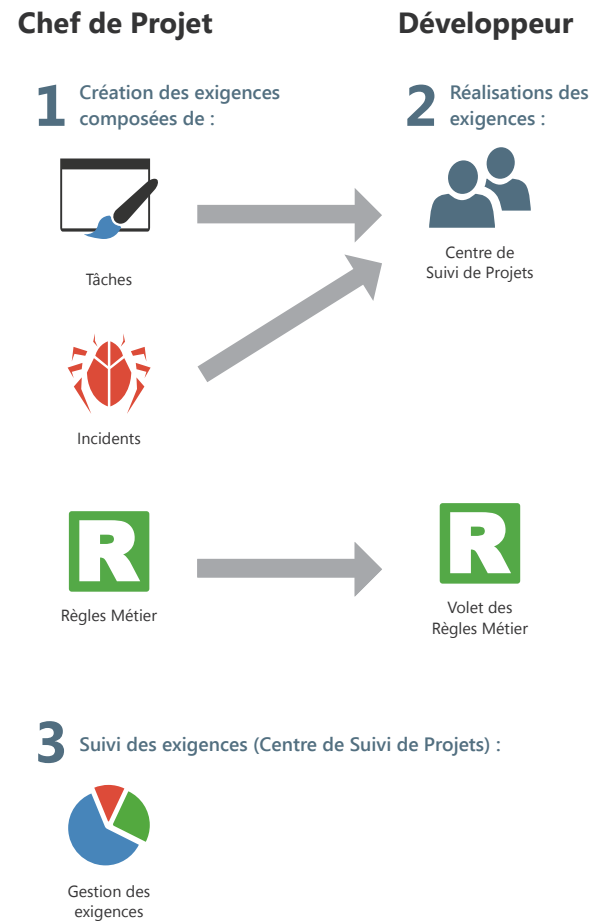 Chef de Projet
Développeur
1
Création des exigences
composées de :
2
Réalisations des
exigences :
Tâches
Centre de
Suivi de Projets
Incidents
R
Règles Métier
R
Volet des
Règles Métier
3
Suivi des exigences (Centre de Suivi de Projets) :
Gestion des
exigences